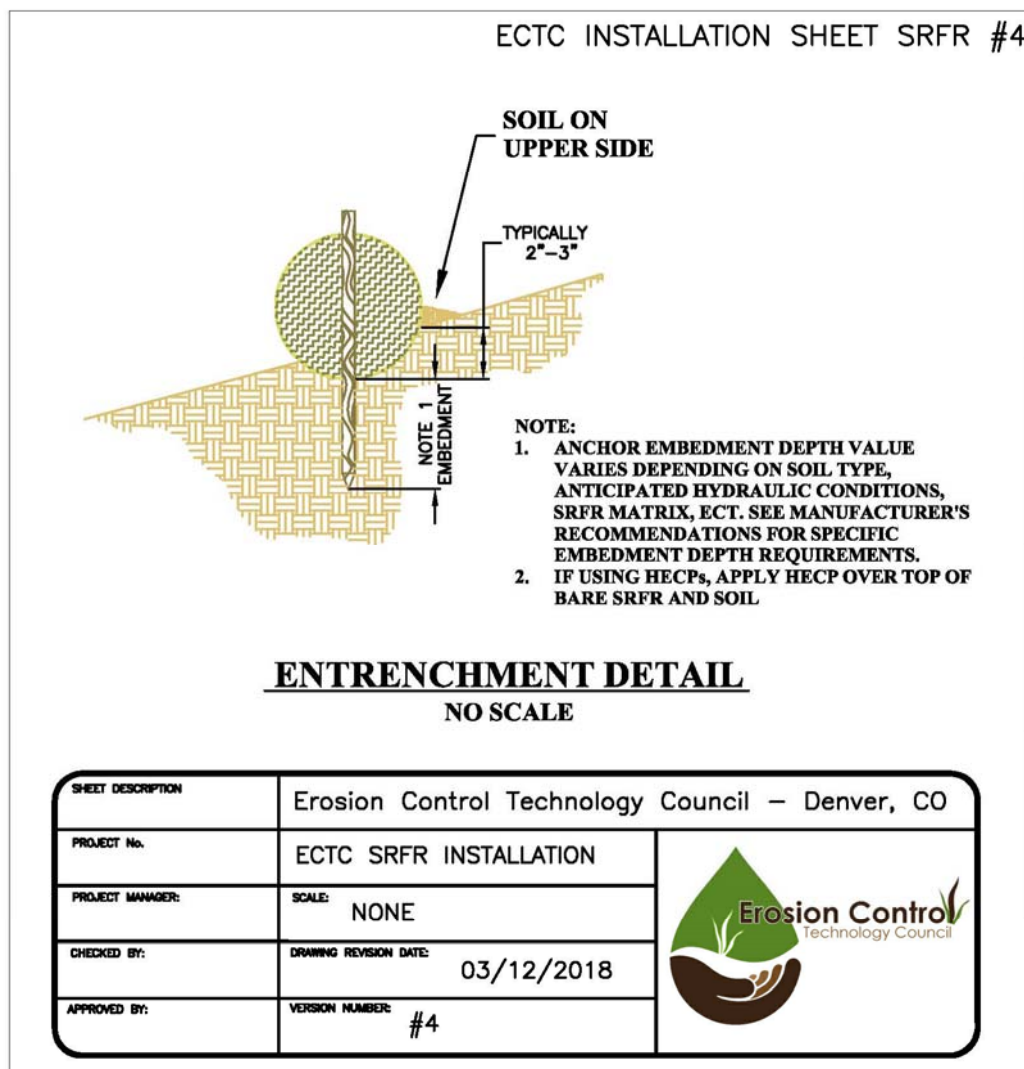 ECTC INSTALLATION SHEET SRFR #4
SOIL ON
UPPER SIDE
TYPICALLY
2"-3"
NOTE 1
EMBEDMENT
NOTE:
1. ANCHOR EMBEDMENT DEPTH VALUE
VARIES DEPENDING ON SOIL TYPE,
ANTICIPATED HYDRAULIC CONDITIONS,
SRFR MATRIX, ECT. SEE MANUFACTURER'S
RECOMMENDATIONS FOR SPECIFIC
EMBEDMENT DEPTH REQUIREMENTS.
2. IF USING HECPs, APPLY HECP OVER TOP OF
BARE SRFR AND SOIL
ENTRENCHMENT DETAIL
NO SCALE
SHEET DESCRIPTION
Erosion Control Technology Council – Denver, CO
PROJECT No.
ECTC SRFR INSTALLATION
PROJECT MANAGER:
SCALE:
NONE
CHECKED BY:
DRAWING REVISION DATE:
03/12/2018
APPROVED BY:
VERSION NUMBER:
#4
Erosion Control
Technology Council